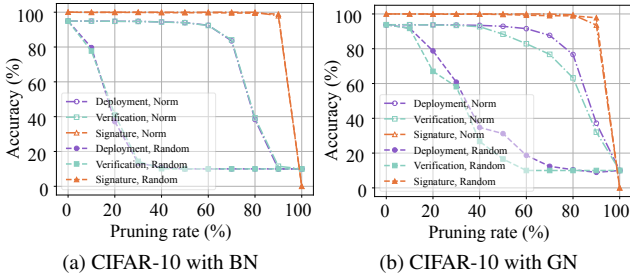 100
80
60
40
20
0
Accuracy (%)
Deployment, Norm
Verification, Norm
Signature, Norm
Deployment, Random
Verification, Random
Signature, Random
0 20 40 60 80 100
Pruning rate (%)
(a) CIFAR-10 with BN
100
80
60
40
20
0
Accuracy (%)
Deployment, Norm
Verification, Norm
Signature, Norm
Deployment, Random
Verification, Random
Signature, Random
0 20 40 60 80 100
Pruning rate (%)
(b) CIFAR-10 with GN